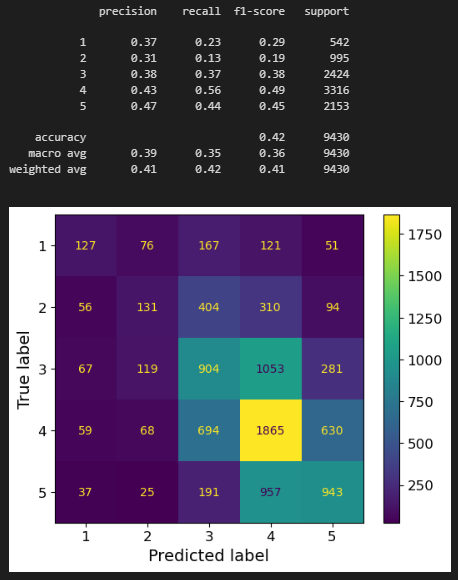 precision recall f1-score support
1 0.37 0.23 0.29 542
2 0.31 0.13 0.19 995
3 0.38 0.37 0.38 2424
4 0.43 0.56 0.49 3316
5 0.47 0.44 0.45 2153
accuracy 0.42 9430
macro avg 0.39 0.35 0.36 9430
weighted avg 0.41 0.42 0.41 9430
1 127 76 167 121 51
2 56 131 404 310 94
3 67 119 904 1053 281
4 59 68 694 1865 630
5 37 25 191 957 943
1 2 3 4 5
Predicted label
True label
1750
1500
1250
1000
750
500
250